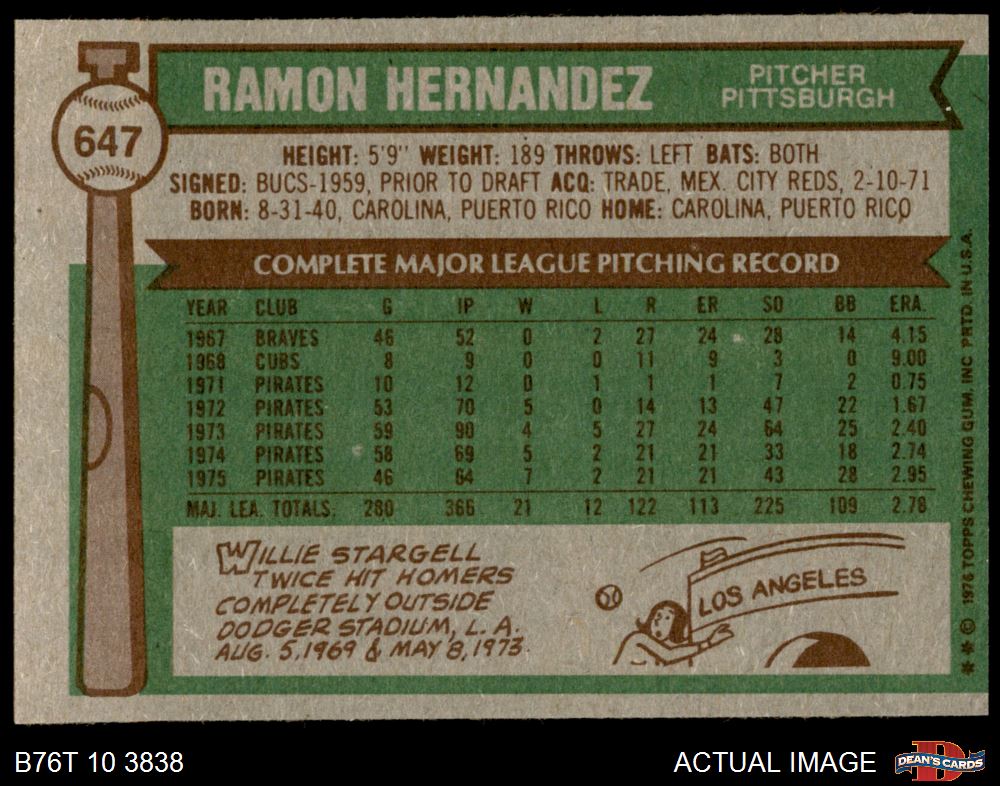 647
RAMON HERNANDEZ
PITCHER
PITTSBURGH
HEIGHT: 5'9" WEIGHT: 189 THROWS: LEFT BATS: BOTH
SIGNED: BUCS-1959, PRIOR TO DRAFT ACQ: TRADE, MEX. CITY REDS, 2-10-71
BORN: 8-31-40, CAROLINA, PUERTO RICO HOME: CAROLINA, PUERTO RICO
COMPLETE MAJOR LEAGUE PITCHING RECORD
YEAR CLUB G IP W L R ER SO BB ERA.
1967 BRAVES 46 52 0 2 27 24 28 14 4.15
1968 CUBS 8 9 0 0 11 9 3 0 9.00
1971 PIRATES 10 12 0 1 1 1 7 2 0.75
1972 PIRATES 53 70 5 0 14 13 47 22 1.67
1973 PIRATES 59 90 4 5 27 24 64 25 2.40
1974 PIRATES 58 69 5 2 21 21 33 18 2.74
1975 PIRATES 46 64 7 2 21 21 43 28 2.95
MAJ. LEA. TOTALS. 280 366 21 12 122 113 225 109 2.78
WILLIE STARGELL
TWICE HIT HOMERS
COMPLETELY OUTSIDE
DODGER STADIUM, L. A.
AUG. 5, 1969 & MAY 8, 1973.
LOS ANGELES
** © 1976 TOPPS CHEWING GUM, INC. PRTD. IN U.S.A.
B76T 10 3838
ACTUAL IMAGE
D
DEAN'S CARDS